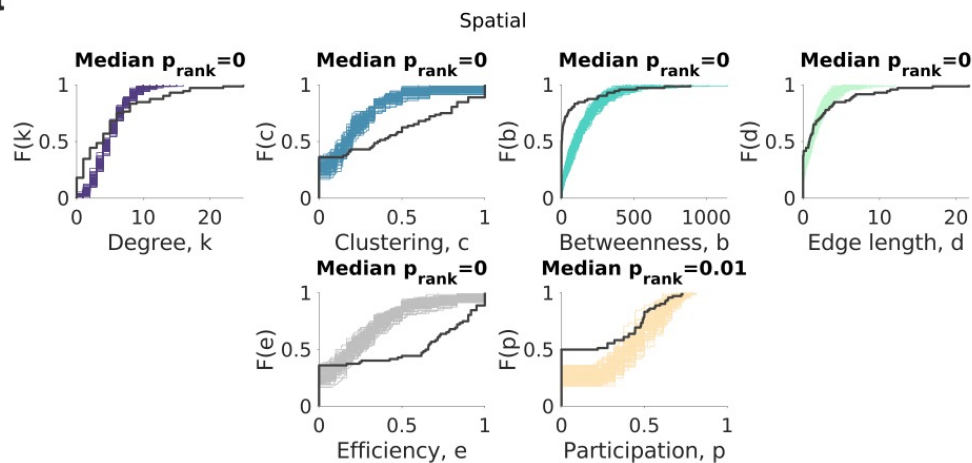 Spatial
Median p_rank=0
Median p_rank=0
Median p_rank=0
Median p_rank=0
1
0.5
0
F(k)
0
10
20
Degree, k
1
0.5
0
F(c)
0
0.5
1
Clustering, c
1
0.5
0
F(b)
0
500
1000
Betweenness, b
1
0.5
0
F(d)
0
10
20
Edge length, d
Median p_rank=0
Median p_rank=0.01
1
0.5
0
F(e)
0
0.5
1
Efficiency, e
1
0.5
0
F(p)
0
0.5
1
Participation, p